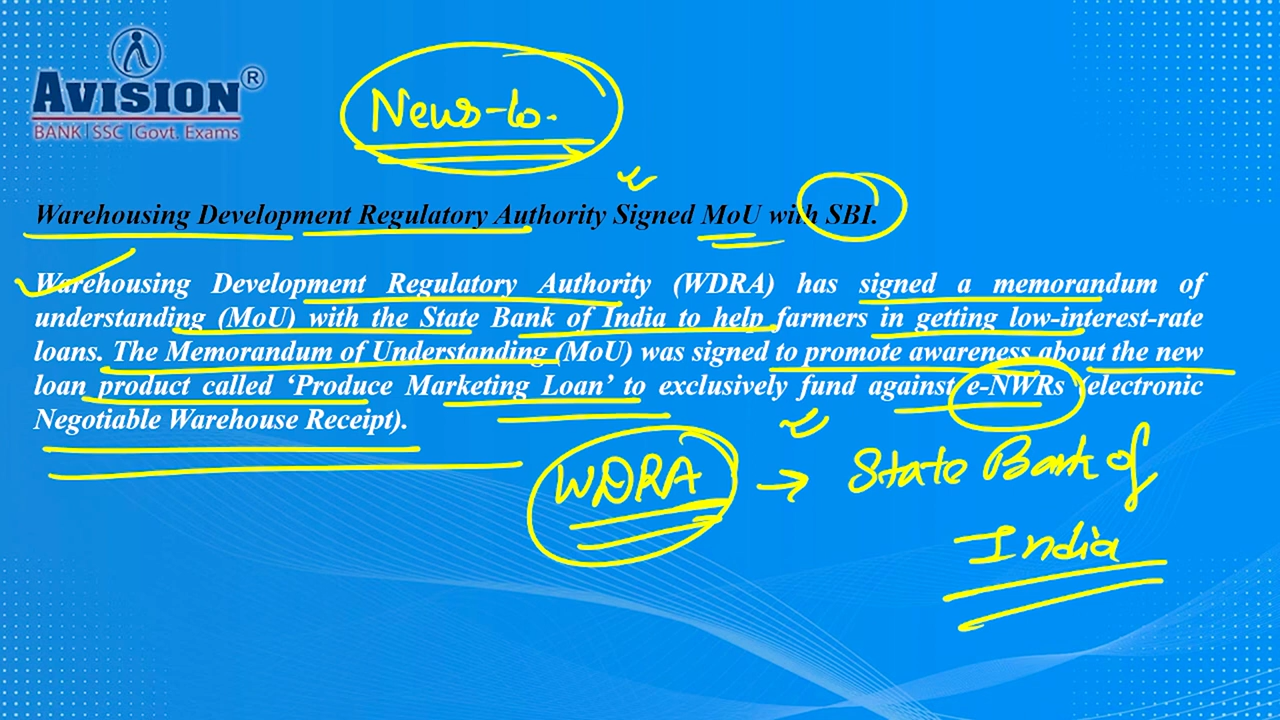 AVISION®
BANK | SSC | Govt. Exams
News-10.
Warehousing Development Regulatory Authority Signed MoU with SBI.
Warehousing Development Regulatory Authority (WDRA) has signed a memorandum of
understanding (MoU) with the State Bank of India to help farmers in getting low-interest-rate
loans. The Memorandum of Understanding (MoU) was signed to promote awareness about the new
loan product called ‘Produce Marketing Loan’ to exclusively fund against e-NWRs (electronic
Negotiable Warehouse Receipt).
WDRA → State Bank of
India